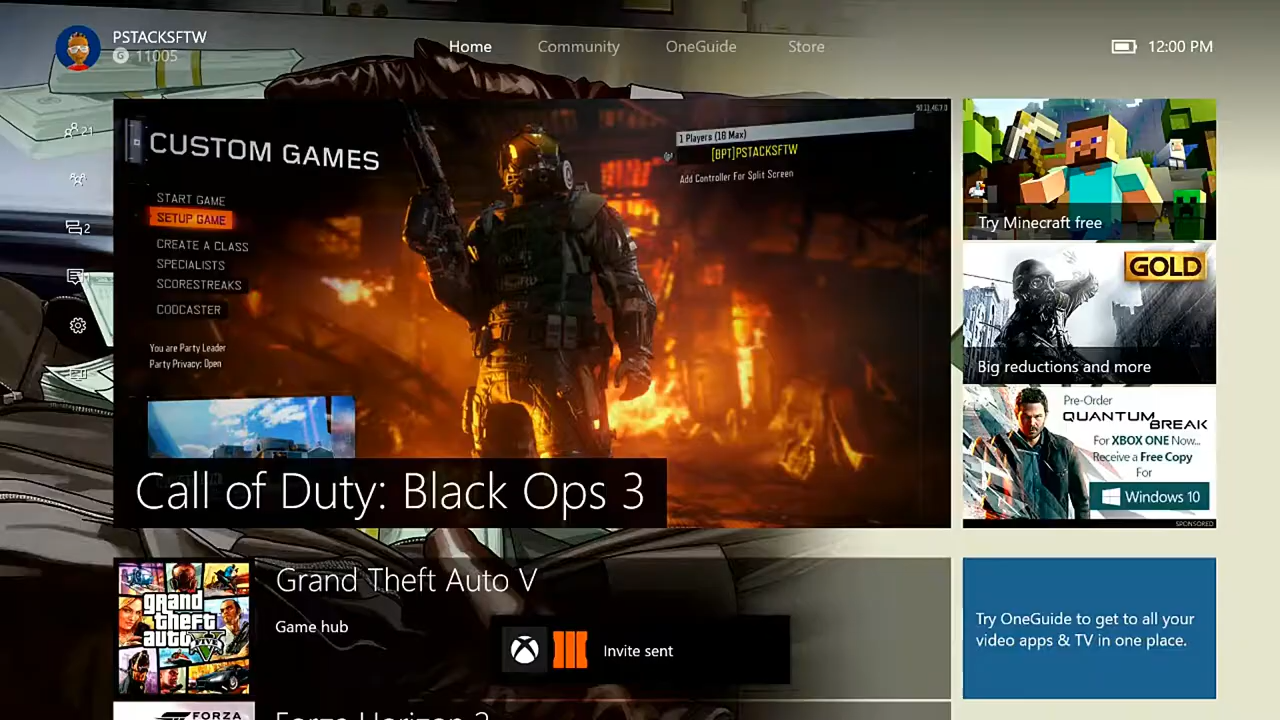 PSTACKSFTW
G 11005
Home
Community
OneGuide
Store
12:00 PM
21
2
CUSTOM GAMES
START GAME
SETUP GAME
CREATE A CLASS
SPECIALISTS
SCORESTREAKS
CODCASTER
You are Party Leader
Party Privacy: Open
1 Players (18 Max)
[BPT]PSTACKSFTW
Add Controller For Split Screen
Call of Duty: Black Ops 3
Try Minecraft free
GOLD
Big reductions and more
Pre-Order
QUANTUM BREAK
For XBOX ONE Now...
Receive a Free Copy
For
Windows 10
SPONSORED
grand
theft
auto
V
Grand Theft Auto V
Game hub
Invite sent
Try OneGuide to get to all your
video apps & TV in one place.
FORZA